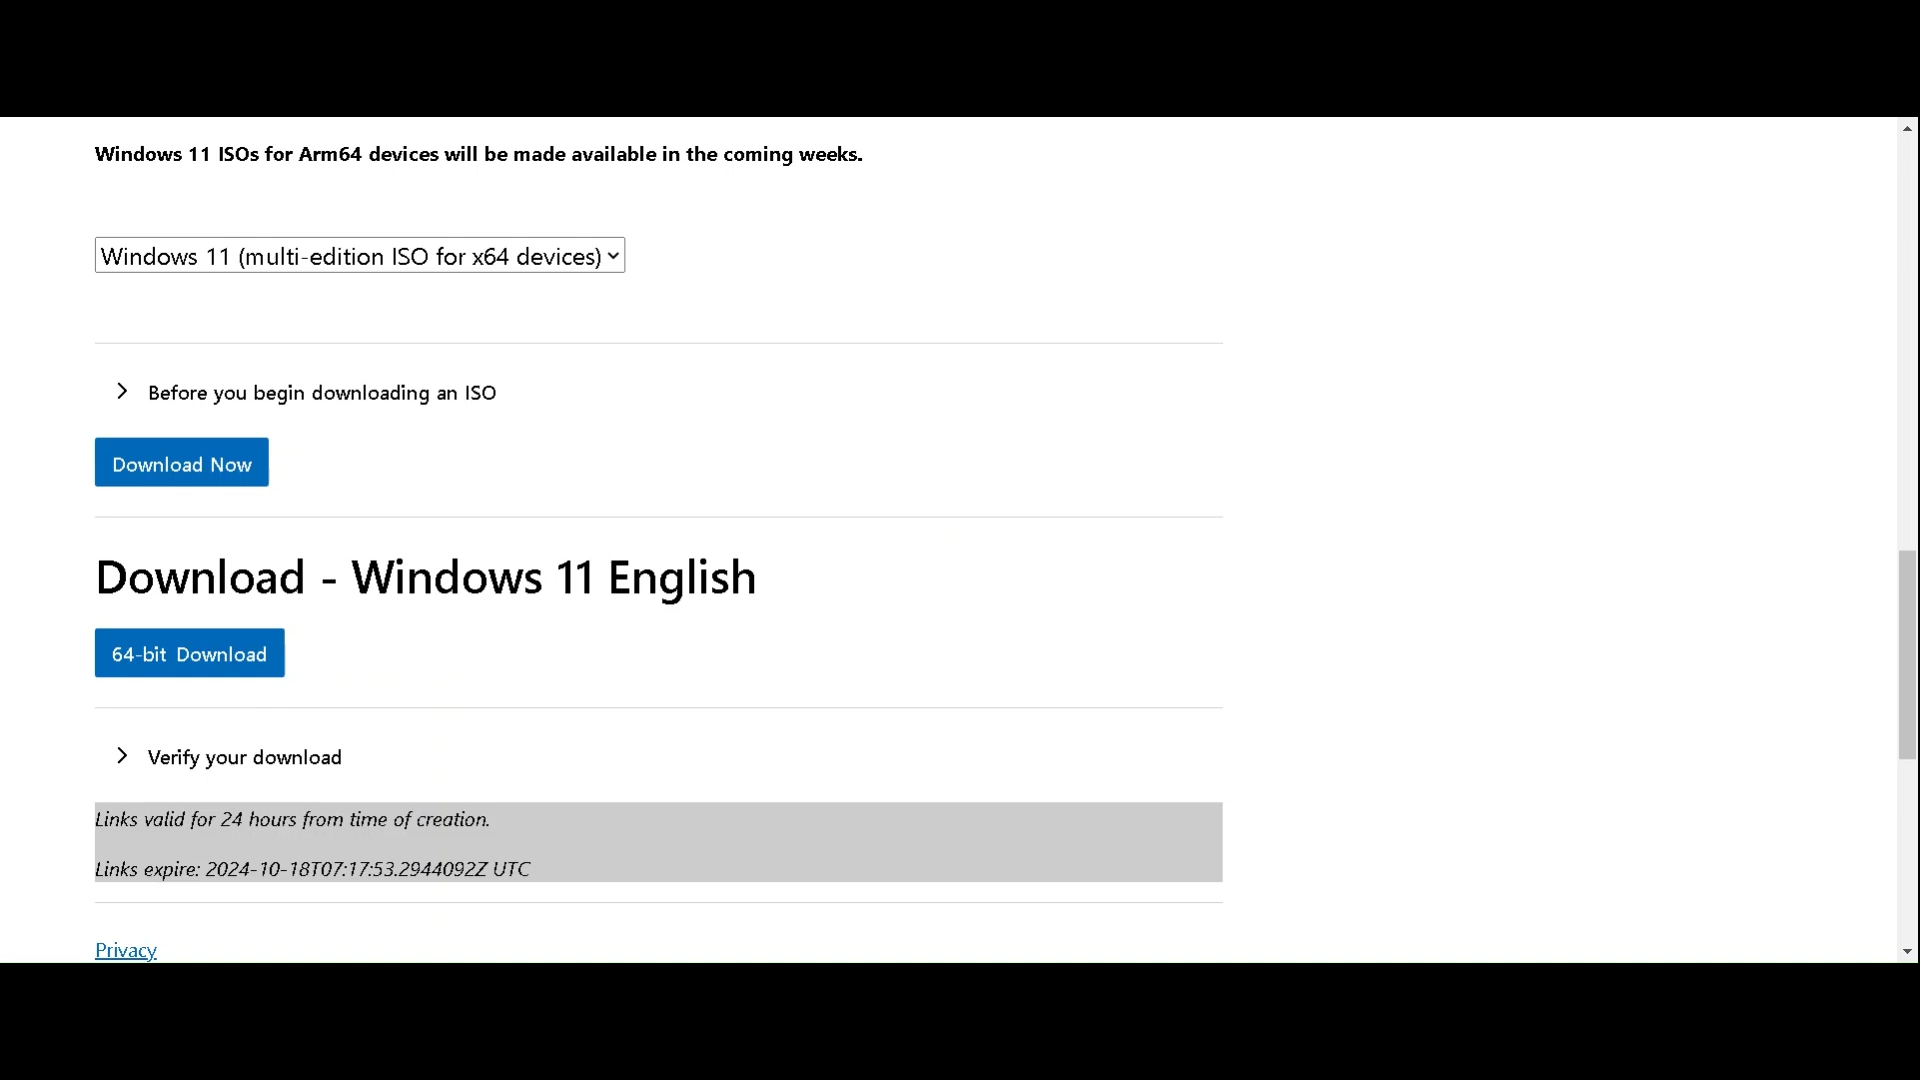 Windows 11 ISOs for Arm64 devices will be made available in the coming weeks.
Windows 11 (multi-edition ISO for x64 devices)
Before you begin downloading an ISO
Download Now
Download - Windows 11 English
64-bit Download
Verify your download
Links valid for 24 hours from time of creation.
Links expire: 2024-10-18T07:17:53.2944092Z UTC
Privacy